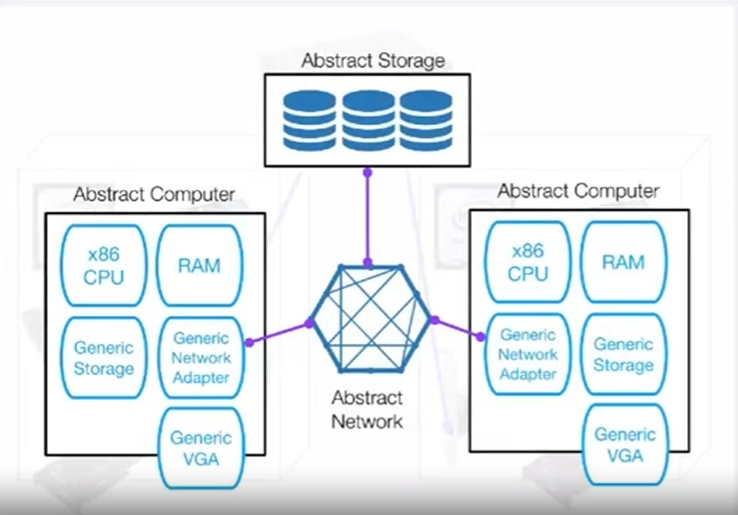 Abstract Storage
Abstract Computer
x86
CPU
RAM
Generic
Storage
Generic
Network
Adapter
Generic
VGA
Abstract
Network
Abstract Computer
x86
CPU
RAM
Generic
Network
Adapter
Generic
Storage
Generic
VGA